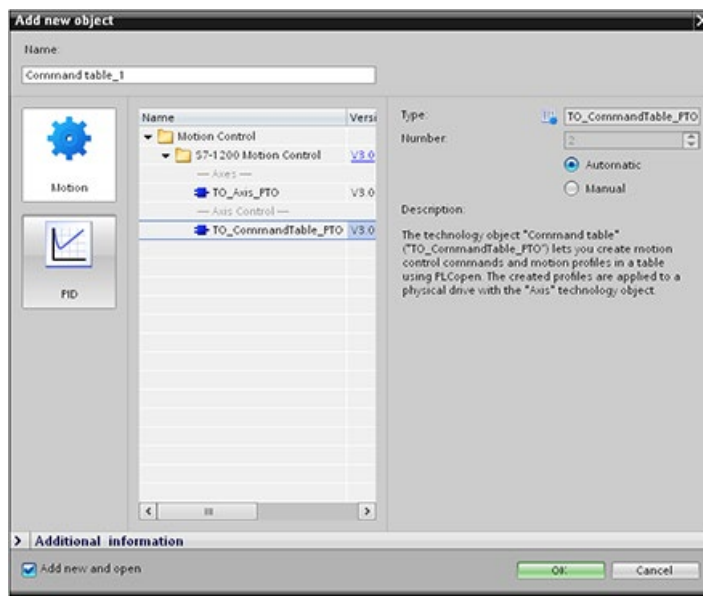 Add new object
Name:
Command table_1
Motion
PID
Name
Versi
Motion Control
S7-1200 Motion Control
V3.0
— Axes —
TO_Axis_PTO
V3.0
— Axis Control —
TO_CommandTable_PTO
V3.0
Type:
TO_CommandTable_PTO
Number:
2
Automatic
Manual
Description:
The technology object "Command table"
("TO_CommandTable_PTO") lets you create motion
control commands and motion profiles in a table
using PLCopen. The created profiles are applied to a
physical drive with the "Axis" technology object.
Additional information
Add new and open
OK
Cancel